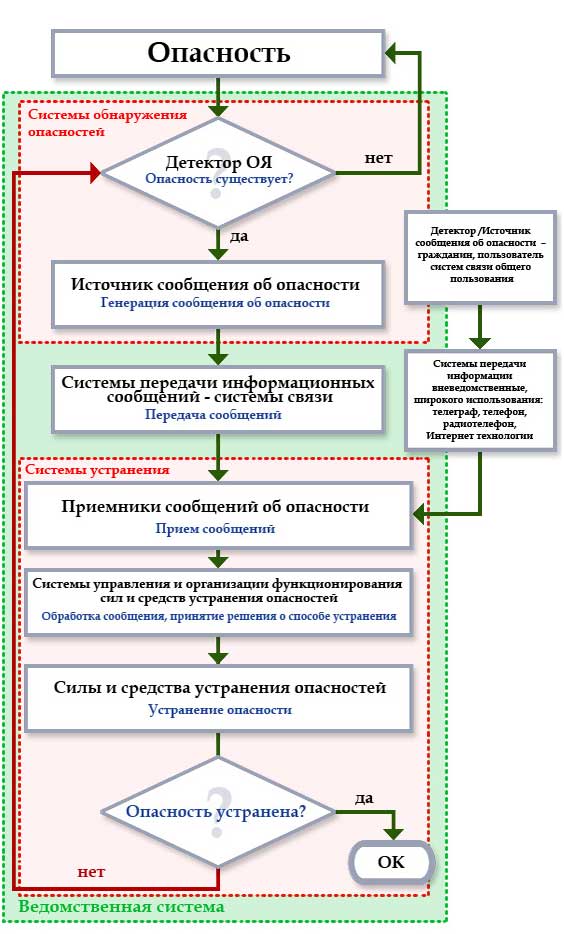 Опасность
Системы обнаружения
опасностей
?
Детектор ОЯ
Опасность существует?
нет
да
Детектор /Источник
сообщения об опасности –
гражданин, пользователь
систем связи общего
пользования
Источник сообщения об опасности
Генерация сообщения об опасности
Системы передачи информационных
сообщений - системы связи
Передача сообщений
Системы передачи
информации
вневедомственные,
широкого использования:
телеграф, телефон,
радиотелефон,
Интернет технологии
Системы устранения
Приемники сообщений об опасности
Прием сообщений
Системы управления и организации функционирования
сил и средств устранения опасностей
Обработка сообщения, принятие решения о способе устранения
Силы и средства устранения опасностей
Устранение опасности
?
Опасность устранена?
да
ОК
нет
Ведомственная система